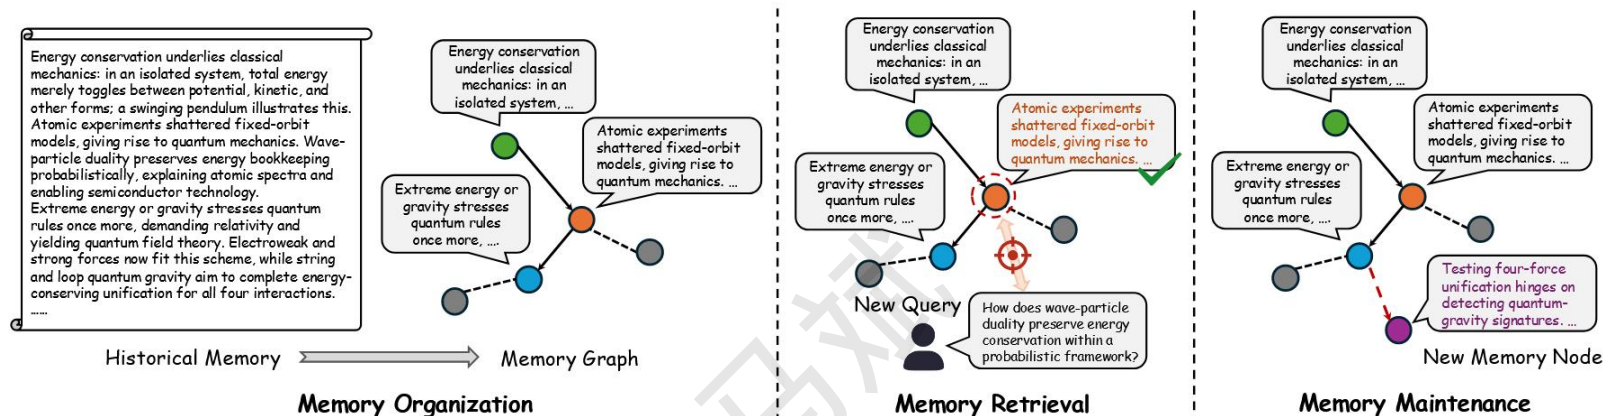 Energy conservation underlies classical
mechanics: in an isolated system, total energy
merely toggles between potential, kinetic, and
other forms; a swinging pendulum illustrates this.
Atomic experiments shattered fixed-orbit
models, giving rise to quantum mechanics. Wave-
particle duality preserves energy bookkeeping
probabilistically, explaining atomic spectra and
enabling semiconductor technology.
Extreme energy or gravity stresses quantum
rules once more, demanding relativity and
yielding quantum field theory. Electroweak and
strong forces now fit this scheme, while string
and loop quantum gravity aim to complete energy-
conserving unification for all four interactions.
......
Historical Memory
Energy conservation
underlies classical
mechanics: in an
isolated system, ...
Atomic experiments
shattered fixed-orbit
models, giving rise to
quantum mechanics. ...
Extreme energy or
gravity stresses
quantum rules
once more, ....
Memory Graph
Memory Organization
Energy conservation
underlies classical
mechanics: in an
isolated system, ...
Atomic experiments
shattered fixed-orbit
models, giving rise to
quantum mechanics. ...
Extreme energy or
gravity stresses
quantum rules
once more, ....
New Query
How does wave-particle
duality preserve energy
conservation within a
probabilistic framework?
Memory Retrieval
Energy conservation
underlies classical
mechanics: in an
isolated system, ...
Atomic experiments
shattered fixed-orbit
models, giving rise to
quantum mechanics. ...
Extreme energy or
gravity stresses
quantum rules
once more, ....
Testing four-force
unification hinges on
detecting quantum-
gravity signatures. ...
New Memory Node
Memory Maintenance
马斌